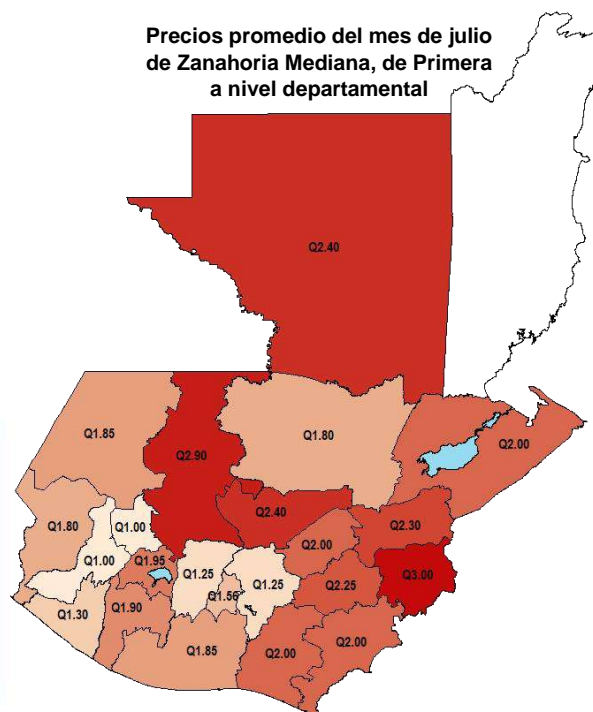 Precios promedio del mes de julio
de Zanahoria Mediana, de Primera
a nivel departamental
Q2.40
Q1.85
Q2.90
Q1.80
Q2.00
Q1.80
Q1.00
Q2.40
Q2.30
Q2.00
Q1.00
Q1.95
Q1.25
Q1.25
Q3.00
Q2.25
Q1.56
Q1.30
Q1.90
Q2.00
Q1.85
Q2.00